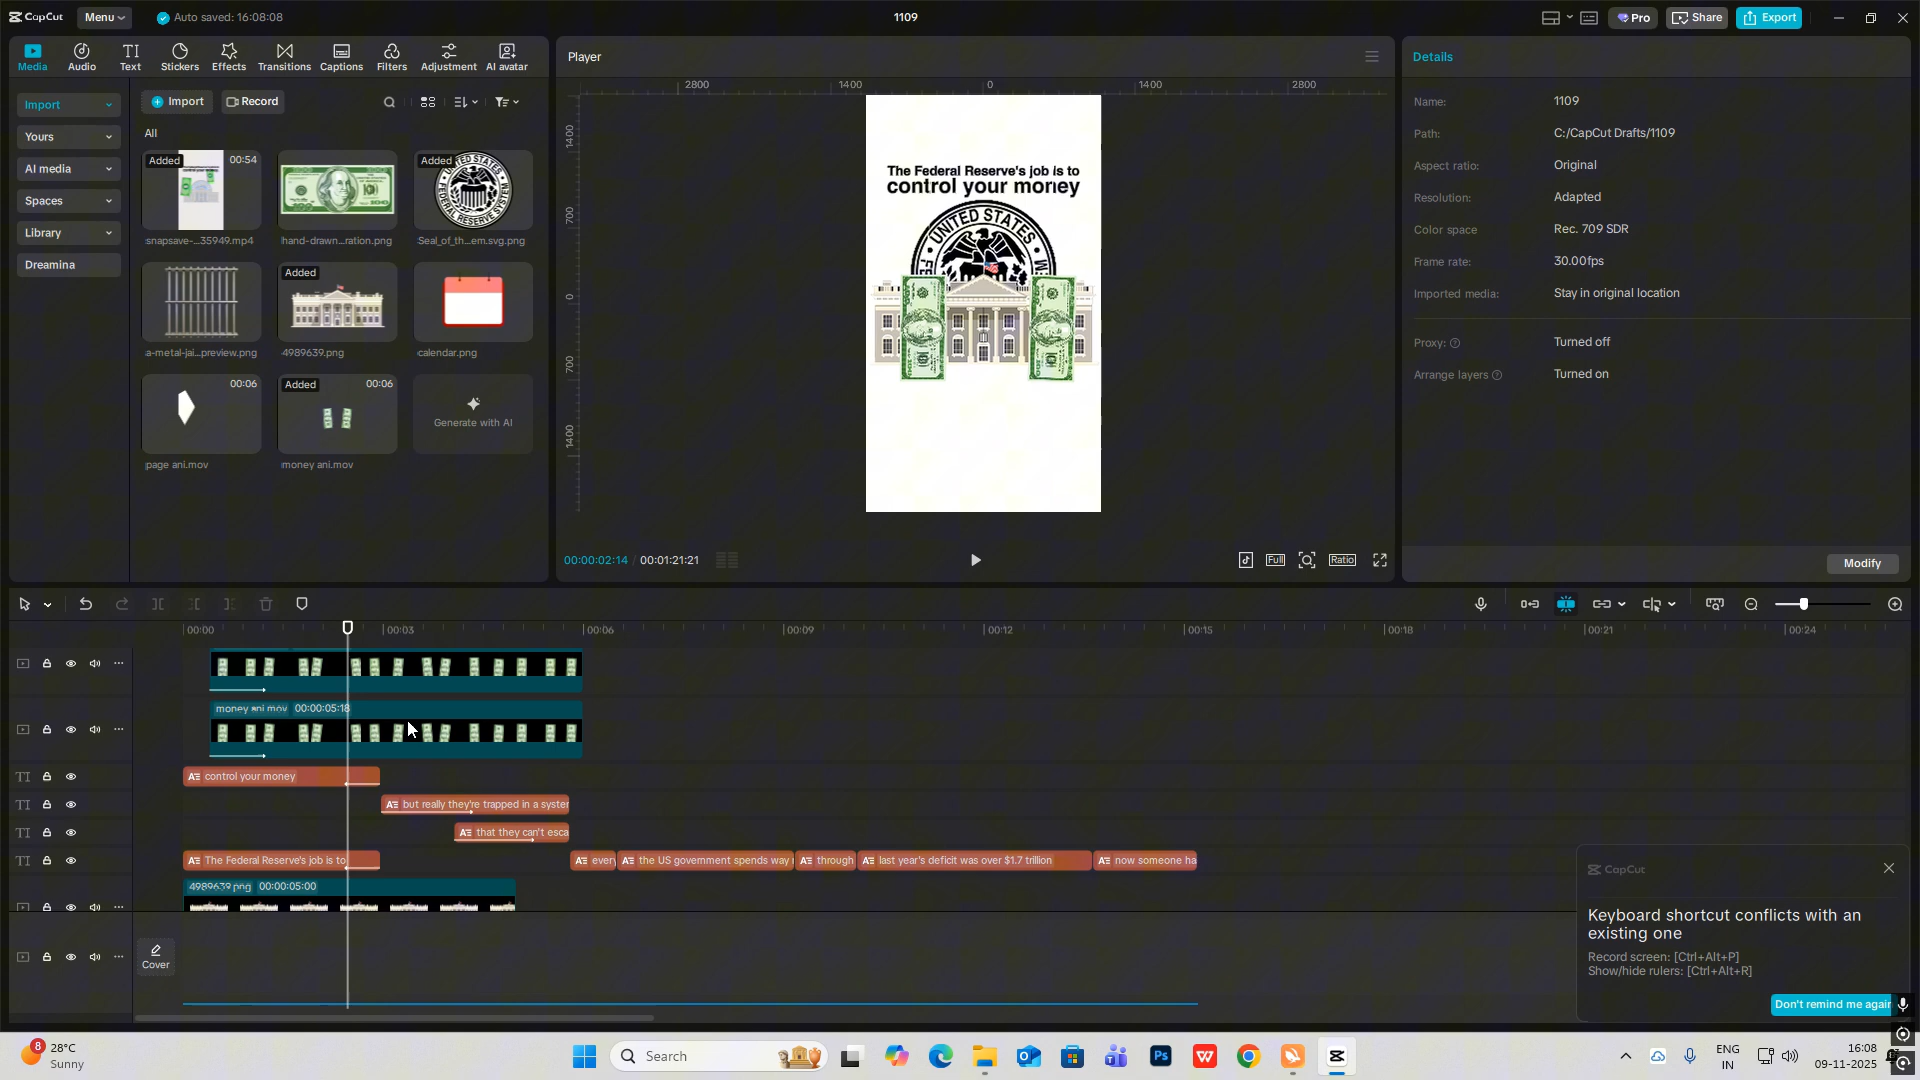 CapCut
Menu
Auto saved: 16:08:08
1109
Pro
Share
Export
Media
Audio
Text
Stickers
Effects
Transitions
Captions
Filters
Adjustment
AI avatar
Import
Yours
AI media
Spaces
Library
Dreamina
Import
Record
All
Added
00:54
snapsave-...35949.mp4
hand-drawn...ration.png
Added
Seal_of_th...em.svg.png
a-metal-jai...preview.png
Added
4989639.png
calendar.png
00:06
page ani.mov
Added
00:06
money ani.mov
Generate with AI
Player
2800
1400
0
1400
2800
1400
700
0
700
1400
The Federal Reserve's job is to
control your money
UNITED STATES
00:00:02:14 / 00:01:21:21
Full
Ratio
Details
Name:
1109
Path:
C:/CapCut Drafts/1109
Aspect ratio:
Original
Resolution:
Adapted
Color space
Rec. 709 SDR
Frame rate:
30.00fps
Imported media:
Stay in original location
Proxy:
Turned off
Arrange layers
Turned on
Modify
00:00
00:03
00:06
00:09
00:12
00:15
00:18
00:21
00:24
money ani.mov 00:00:05:18
control your money
but really they're trapped in a system
that they can't esca
The Federal Reserve's job is to
every
the US government spends way
through
last year's deficit was over $1.7 trillion
now someone ha
4989639.png 00:00:05:00
Cover
CapCut
Keyboard shortcut conflicts with an
existing one
Record screen: [Ctrl+Alt+P]
Show/hide rulers: [Ctrl+Alt+R]
Don't remind me again
8
28°C
Sunny
Search
Ps
W
ENG
IN
16:08
09-11-2025